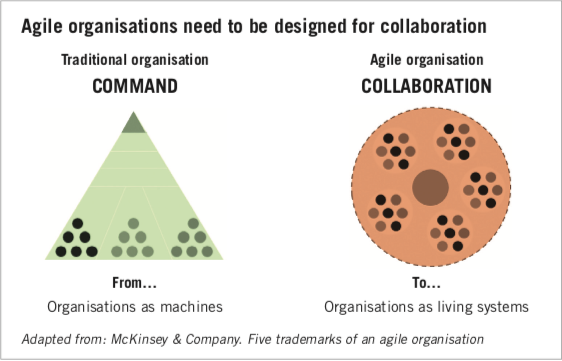 Agile organisations need to be designed for collaboration
Traditional organisation
COMMAND
Agile organisation
COLLABORATION
From...
Organisations as machines
To...
Organisations as living systems
Adapted from: McKinsey & Company. Five trademarks of an agile organisation